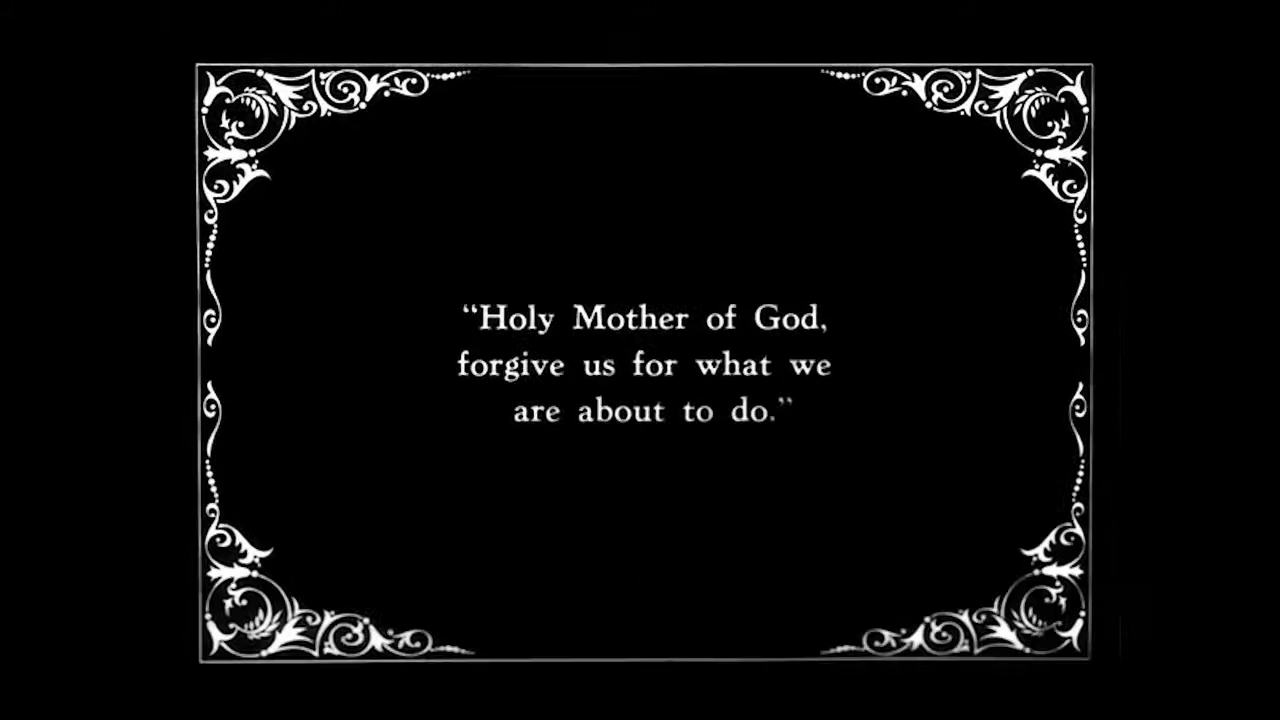 “Holy Mother of God,
forgive us for what we
are about to do.”